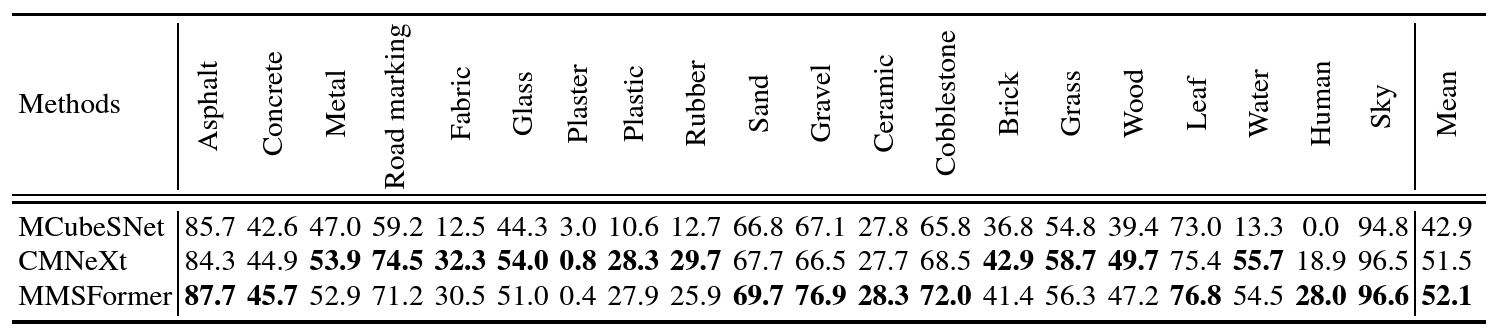 Methods Asphalt Concrete Metal Road marking Fabric Glass Plaster Plastic Rubber Sand Gravel Ceramic Cobblestone Brick Grass Wood Leaf Water Human Sky Mean
MCubeSNet 85.7 42.6 47.0 59.2 12.5 44.3 3.0 10.6 12.7 66.8 67.1 27.8 65.8 36.8 54.8 39.4 73.0 13.3 0.0 94.8 42.9
CMNeXt 84.3 44.9 53.9 74.5 32.3 54.0 0.8 28.3 29.7 67.7 66.5 27.7 68.5 42.9 58.7 49.7 75.4 55.7 18.9 96.5 51.5
MMSFormer 87.7 45.7 52.9 71.2 30.5 51.0 0.4 27.9 25.9 69.7 76.9 28.3 72.0 41.4 56.3 47.2 76.8 54.5 28.0 96.6 52.1